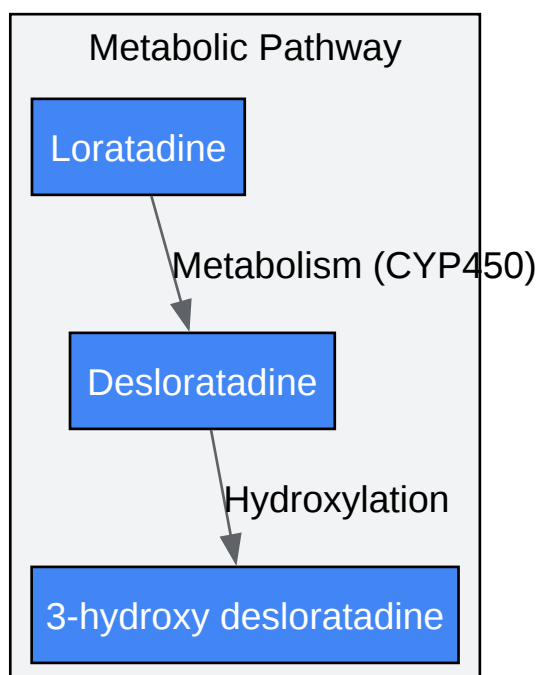 Metabolic Pathway
Loratadine
Metabolism (CYP450)
Desloratadine
Hydroxylation
3-hydroxy desloratadine